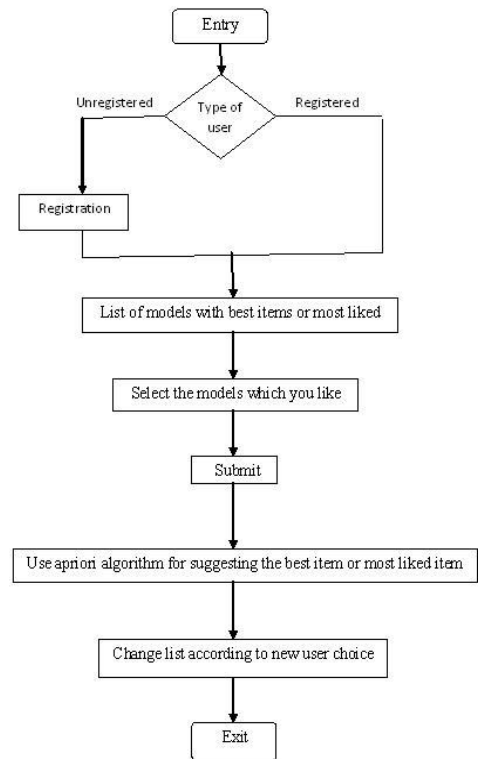 Entry
Unregistered
Type of
user
Registered
Registration
List of models with best items or most liked
Select the models which you like
Submit
Use apriori algorithm for suggesting the best item or most liked item
Change list according to new user choice
Exit